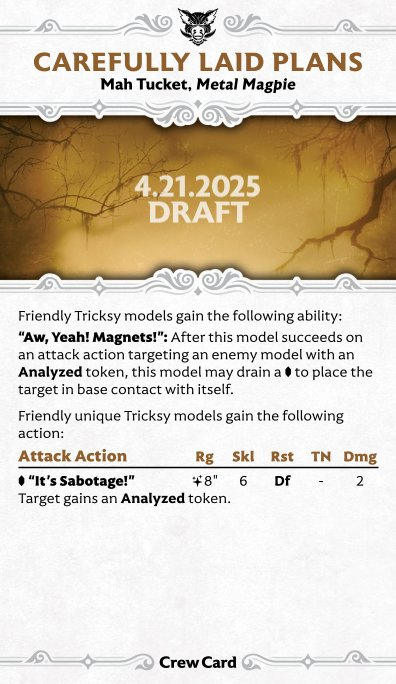 CAREFULLY LAID PLANS
Mah Tucket, Metal Magpie
4.21.2025
DRAFT
Friendly Tricksy models gain the following ability:
“Aw, Yeah! Magnets!”: After this model succeeds on
an attack action targeting an enemy model with an
Analyzed token, this model may drain a ⬮ to place the
target in base contact with itself.
Friendly unique Tricksy models gain the following
action:
Attack Action Rg Skl Rst TN Dmg
“It’s Sabotage!” 8" 6 Df - 2
Target gains an Analyzed token.
Crew Card